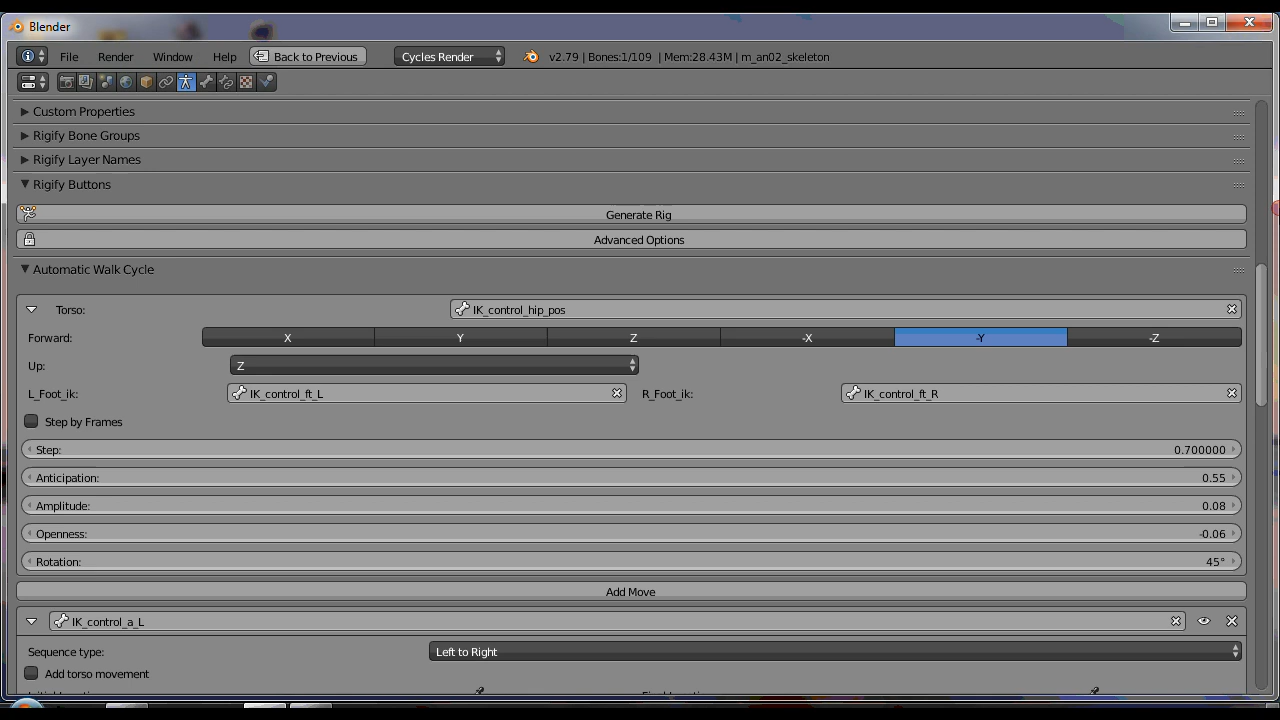 Blender
File Render Window Help Back to Previous Cycles Render v2.79 | Bones:1/109 | Mem:28.43M | m_an02_skeleton
Custom Properties
Rigify Bone Groups
Rigify Layer Names
Rigify Buttons
Generate Rig
Advanced Options
Automatic Walk Cycle
Torso: IK_control_hip_pos
Forward: X Y Z -X -Y -Z
Up: Z
L_Foot_ik: IK_control_ft_L R_Foot_ik: IK_control_ft_R
Step by Frames
Step: 0.700000
Anticipation: 0.55
Amplitude: 0.08
Openness: -0.06
Rotation: 45°
Add Move
IK_control_a_L
Sequence type: Left to Right
Add torso movement